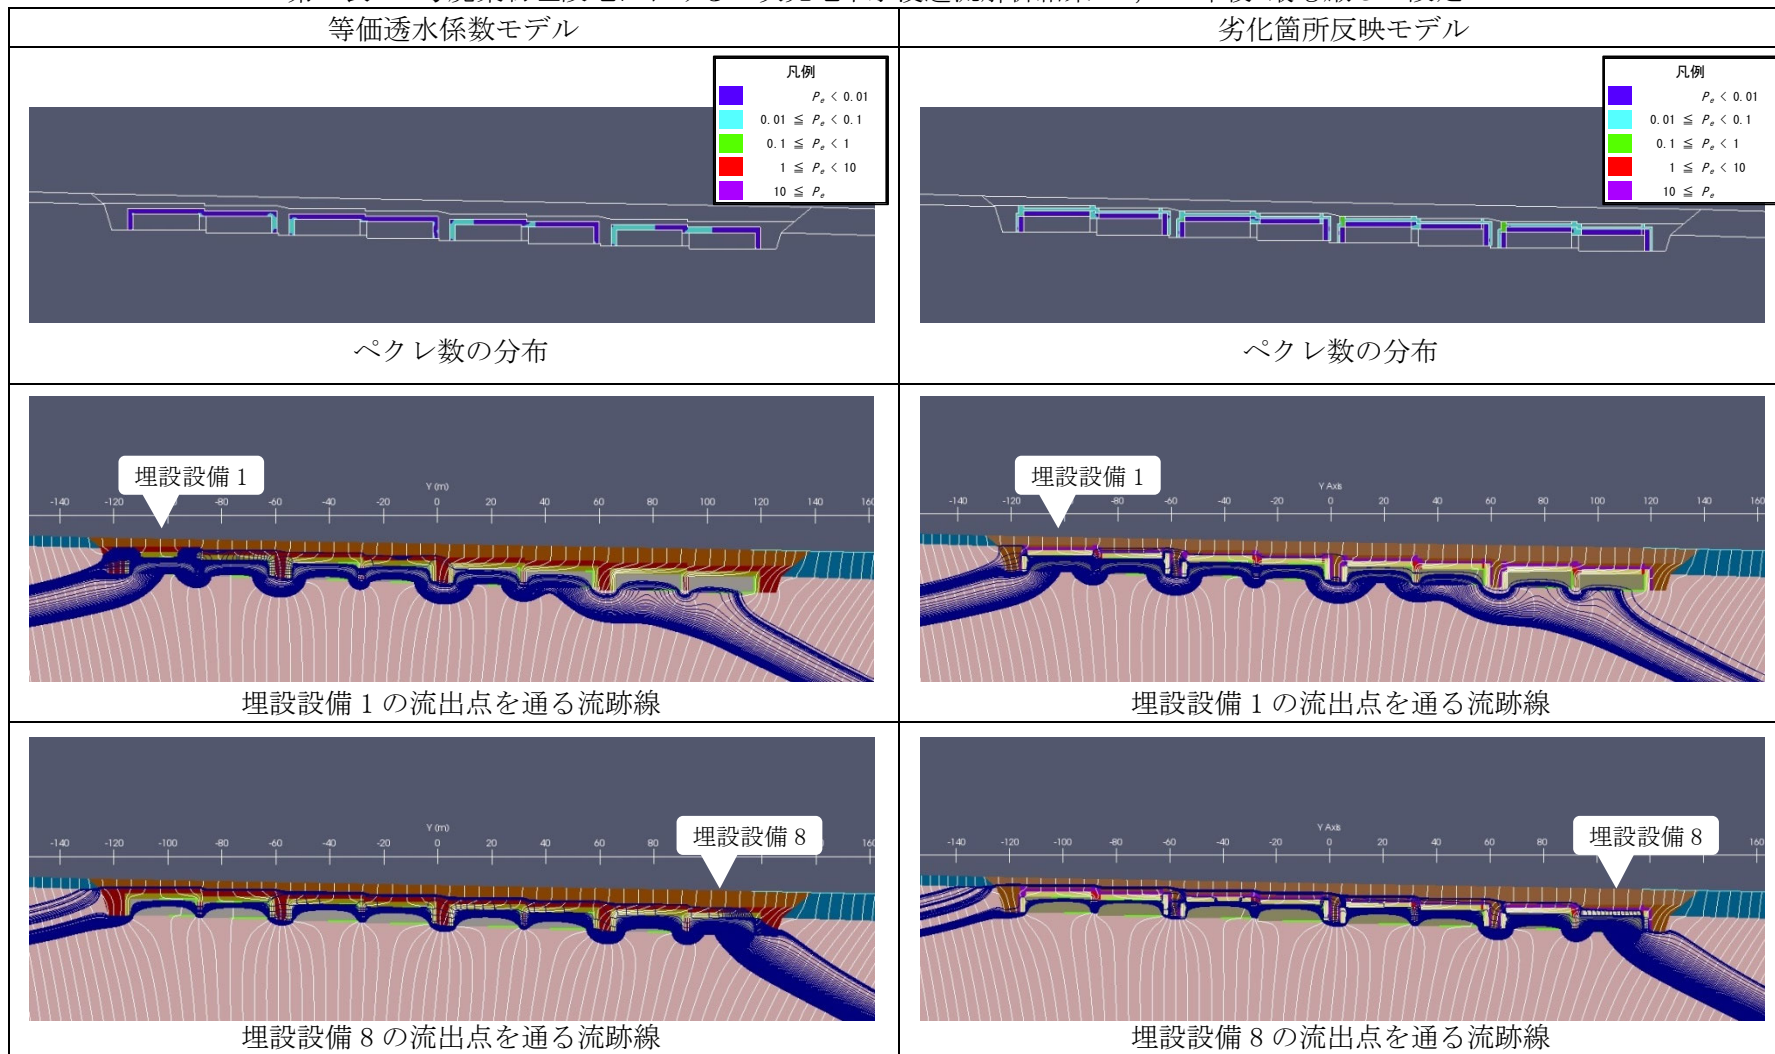 等価透水係数モデル
劣化箇所反映モデル
凡例
Pe < 0.01
0.01 ≦ Pe < 0.1
0.1 ≦ Pe < 1
1 ≦ Pe < 10
10 ≦ Pe
凡例
Pe < 0.01
0.01 ≦ Pe < 0.1
0.1 ≦ Pe < 1
1 ≦ Pe < 10
10 ≦ Pe
ペクレ数の分布
ペクレ数の分布
埋設設備 1
Y (m)
-140 -120 -80 -60 -40 -20 0 20 40 60 80 100 120 140 160
埋設設備 1
Y Axis
-140 -120 -80 -60 -40 -20 0 20 40 60 80 100 120 140 160
埋設設備 1 の流出点を通る流跡線
埋設設備 1 の流出点を通る流跡線
埋設設備 8
Y (m)
-140 -120 -100 -80 -60 -40 -20 0 20 40 60 80 160
埋設設備 8
Y Axis
-140 -120 -100 -80 -60 -40 -20 0 20 40 60 80 160
埋設設備 8 の流出点を通る流跡線
埋設設備 8 の流出点を通る流跡線